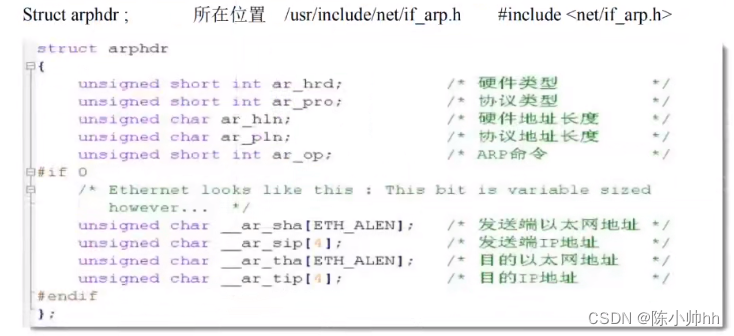 Struct arphdr ; 所在位置 /usr/include/net/if_arp.h #include <net/if_arp.h>
struct arphdr
{
unsigned short int ar_hrd; /* 硬件类型 */
unsigned short int ar_pro; /* 协议类型 */
unsigned char ar_hln; /* 硬件地址长度 */
unsigned char ar_pln; /* 协议地址长度 */
unsigned short int ar_op; /* ARP命令 */
#if 0
/* Ethernet looks like this : This bit is variable sized
however... */
unsigned char __ar_sha[ETH_ALEN]; /* 发送端以太网地址 */
unsigned char __ar_sip[4]; /* 发送端IP地址 */
unsigned char __ar_tha[ETH_ALEN]; /* 目的以太网地址 */
unsigned char __ar_tip[4]; /* 目的IP地址 */
#endif
};
CSDN @陈小帅hh